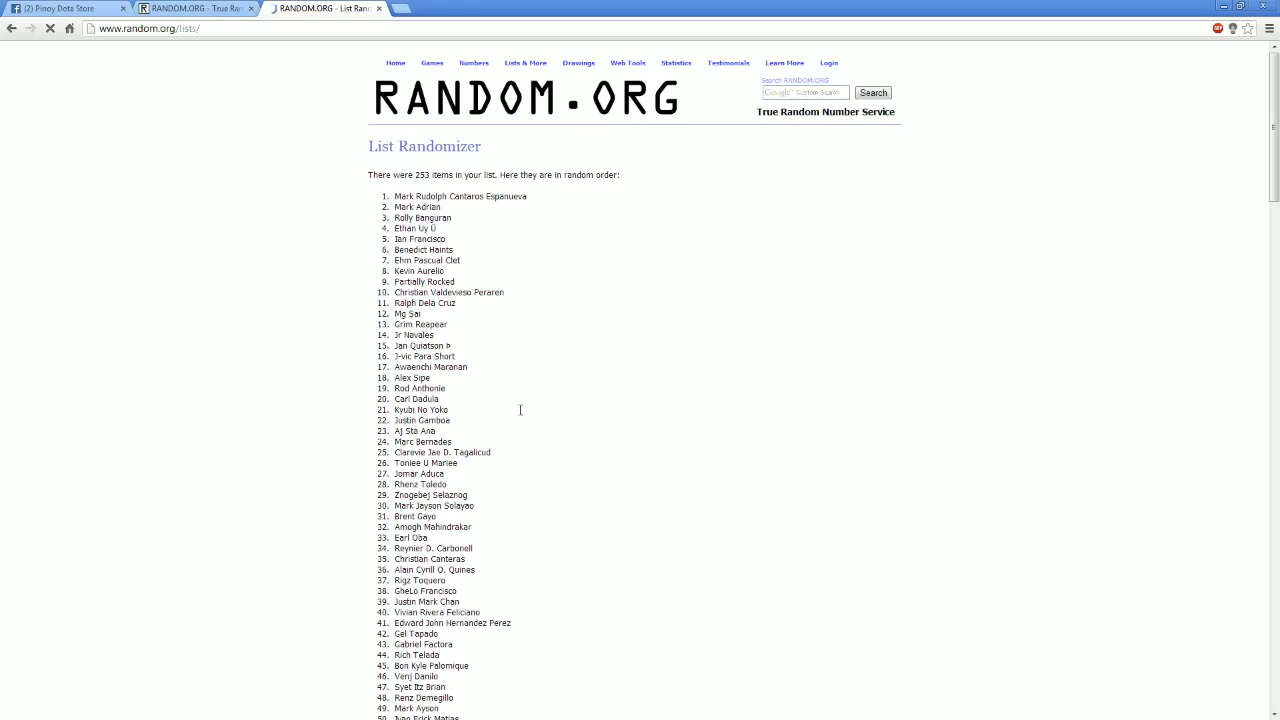 (2) Pinoy Dota Store
RANDOM.ORG - True Ran
RANDOM.ORG - List Rand
www.random.org/lists/
Home Games Numbers Lists & More Drawings Web Tools Statistics Testimonials Learn More Login
RANDOM.ORG
Search RANDOM.ORG
Google™ Custom Search Search
True Random Number Service
List Randomizer
There were 253 items in your list. Here they are in random order:
1. Mark Rudolph Cantaros Espanueva
2. Mark Adrian
3. Rolly Banguran
4. Ethan Uy Ü
5. Ian Francisco
6. Benedict Haints
7. Ehm Pascual Clet
8. Kevin Aurelio
9. Partially Rocked
10. Christian Valdevieso Peraren
11. Ralph Dela Cruz
12. Mg Sai
13. Grim Reapear
14. Jr Navales
15. Jan Quiatson Þ
16. J-vic Para Short
17. Awaenchi Maranan
18. Alex Sipe
19. Rod Anthonie
20. Carl Dadula
21. Kyubi No Yoko
22. Justin Gamboa
23. Aj Sta Ana
24. Marc Bernades
25. Clarevie Jae D. Tagalicud
26. Toniee Ü Mariee
27. Jomar Aduca
28. Rhenz Toledo
29. Znogebej Selaznog
30. Mark Jayson Solayao
31. Brent Gayo
32. Amogh Mahindrakar
33. Earl Oba
34. Reynier D. Carbonell
35. Christian Canteras
36. Alain Cyrill O. Quines
37. Rigz Toquero
38. GheLo Francisco
39. Justin Mark Chan
40. Vivian Rivera Feliciano
41. Edward John Hernandez Perez
42. Gel Tapado
43. Gabriel Factora
44. Rich Telada
45. Bon Kyle Palomique
46. Venj Danilo
47. Syet Itz Brian
48. Renz Demegillo
49. Mark Ayson
50. Ivan Erick Matias